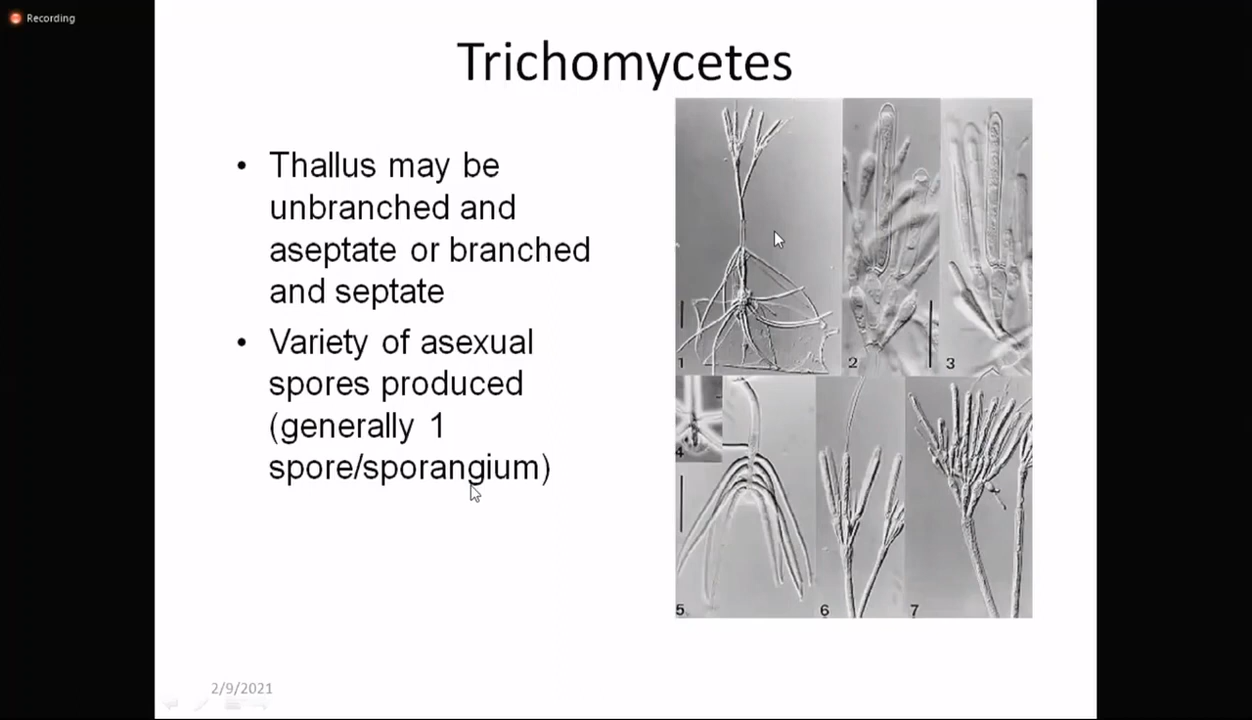 Recording
Trichomycetes
• Thallus may be
unbranched and
aseptate or branched
and septate
• Variety of asexual
spores produced
(generally 1
spore/sporangium)
1
2
3
4
5
6
7
2/9/2021